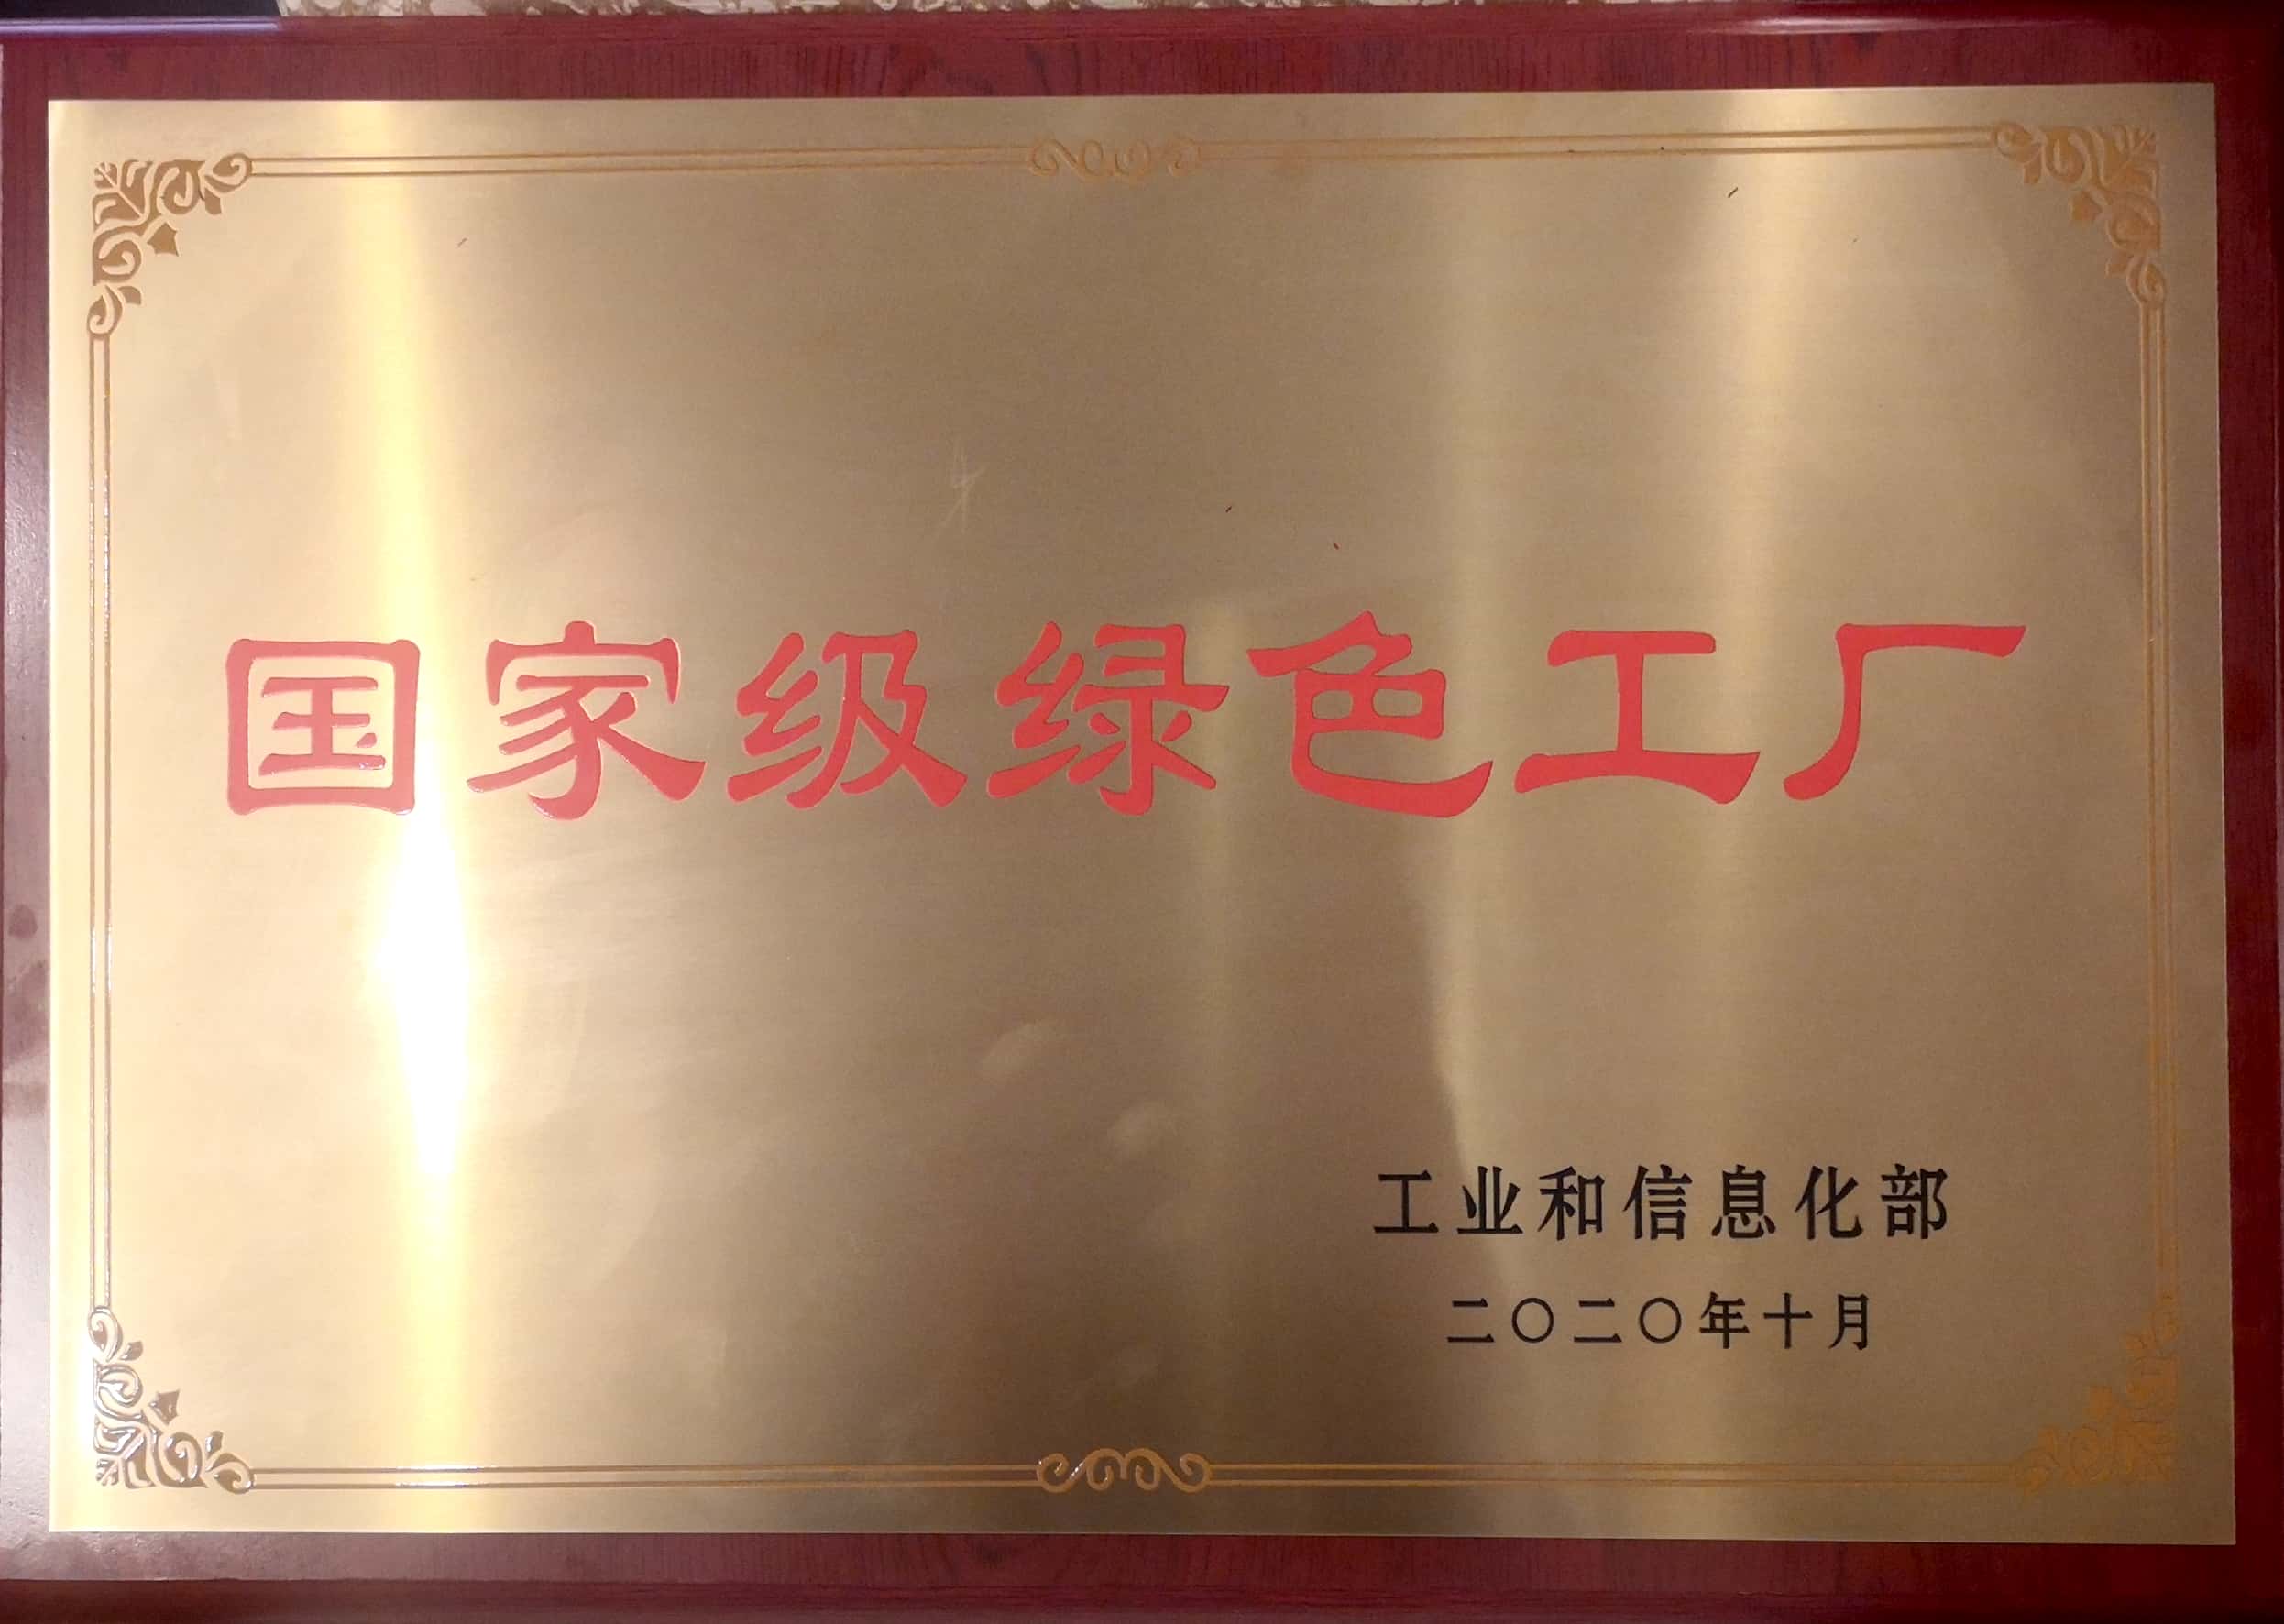 国家级绿色工厂
工业和信息化部
二〇二〇年十月